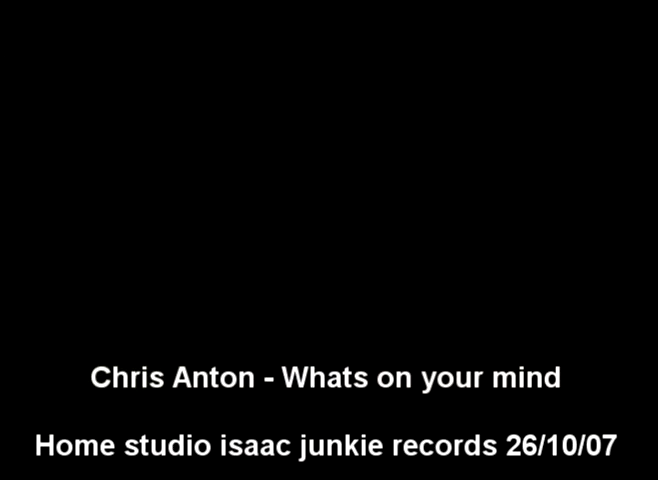 Chris Anton - Whats on your mind
Home studio isaac junkie records 26/10/07